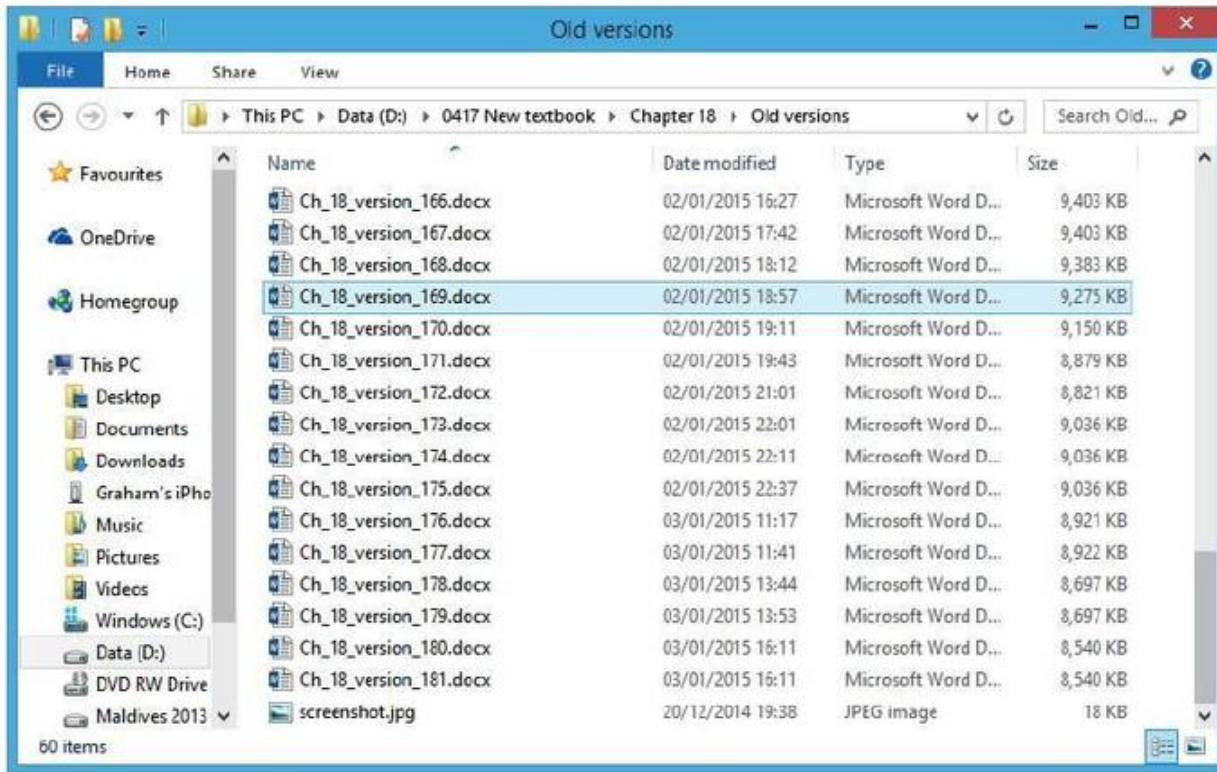 Old versions
File Home Share View
This PC Data (D:) 0417 New textbook Chapter 18 Old versions Search Old...
Favourites
OneDrive
Homegroup
This PC
Desktop
Documents
Downloads
Graham's iPho
Music
Pictures
Videos
Windows (C:)
Data (D:)
DVD RW Drive
Maldives 2013
Name Date modified Type Size
Ch_18_version_166.docx 02/01/2015 16:27 Microsoft Word D... 9,403 KB
Ch_18_version_167.docx 02/01/2015 17:42 Microsoft Word D... 9,403 KB
Ch_18_version_168.docx 02/01/2015 18:12 Microsoft Word D... 9,383 KB
Ch_18_version_169.docx 02/01/2015 18:57 Microsoft Word D... 9,275 KB
Ch_18_version_170.docx 02/01/2015 19:11 Microsoft Word D... 9,150 KB
Ch_18_version_171.docx 02/01/2015 19:43 Microsoft Word D... 8,879 KB
Ch_18_version_172.docx 02/01/2015 21:01 Microsoft Word D... 8,821 KB
Ch_18_version_173.docx 02/01/2015 22:01 Microsoft Word D... 9,036 KB
Ch_18_version_174.docx 02/01/2015 22:11 Microsoft Word D... 9,036 KB
Ch_18_version_175.docx 02/01/2015 22:37 Microsoft Word D... 9,036 KB
Ch_18_version_176.docx 03/01/2015 11:17 Microsoft Word D... 8,921 KB
Ch_18_version_177.docx 03/01/2015 11:41 Microsoft Word D... 8,922 KB
Ch_18_version_178.docx 03/01/2015 13:44 Microsoft Word D... 8,697 KB
Ch_18_version_179.docx 03/01/2015 13:53 Microsoft Word D... 8,697 KB
Ch_18_version_180.docx 03/01/2015 16:11 Microsoft Word D... 8,540 KB
Ch_18_version_181.docx 03/01/2015 16:11 Microsoft Word D... 8,540 KB
screenshot.jpg 20/12/2014 19:38 JPEG image 18 KB
60 items